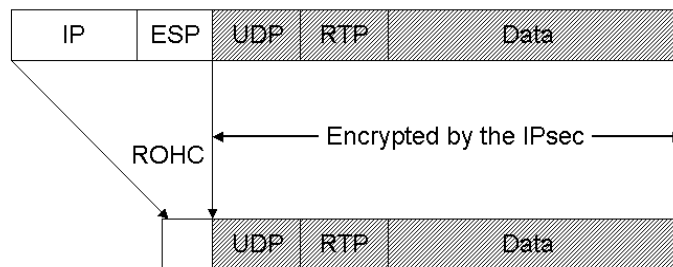 IP ESP UDP RTP Data
Encrypted by the IPsec
ROHC
UDP RTP Data